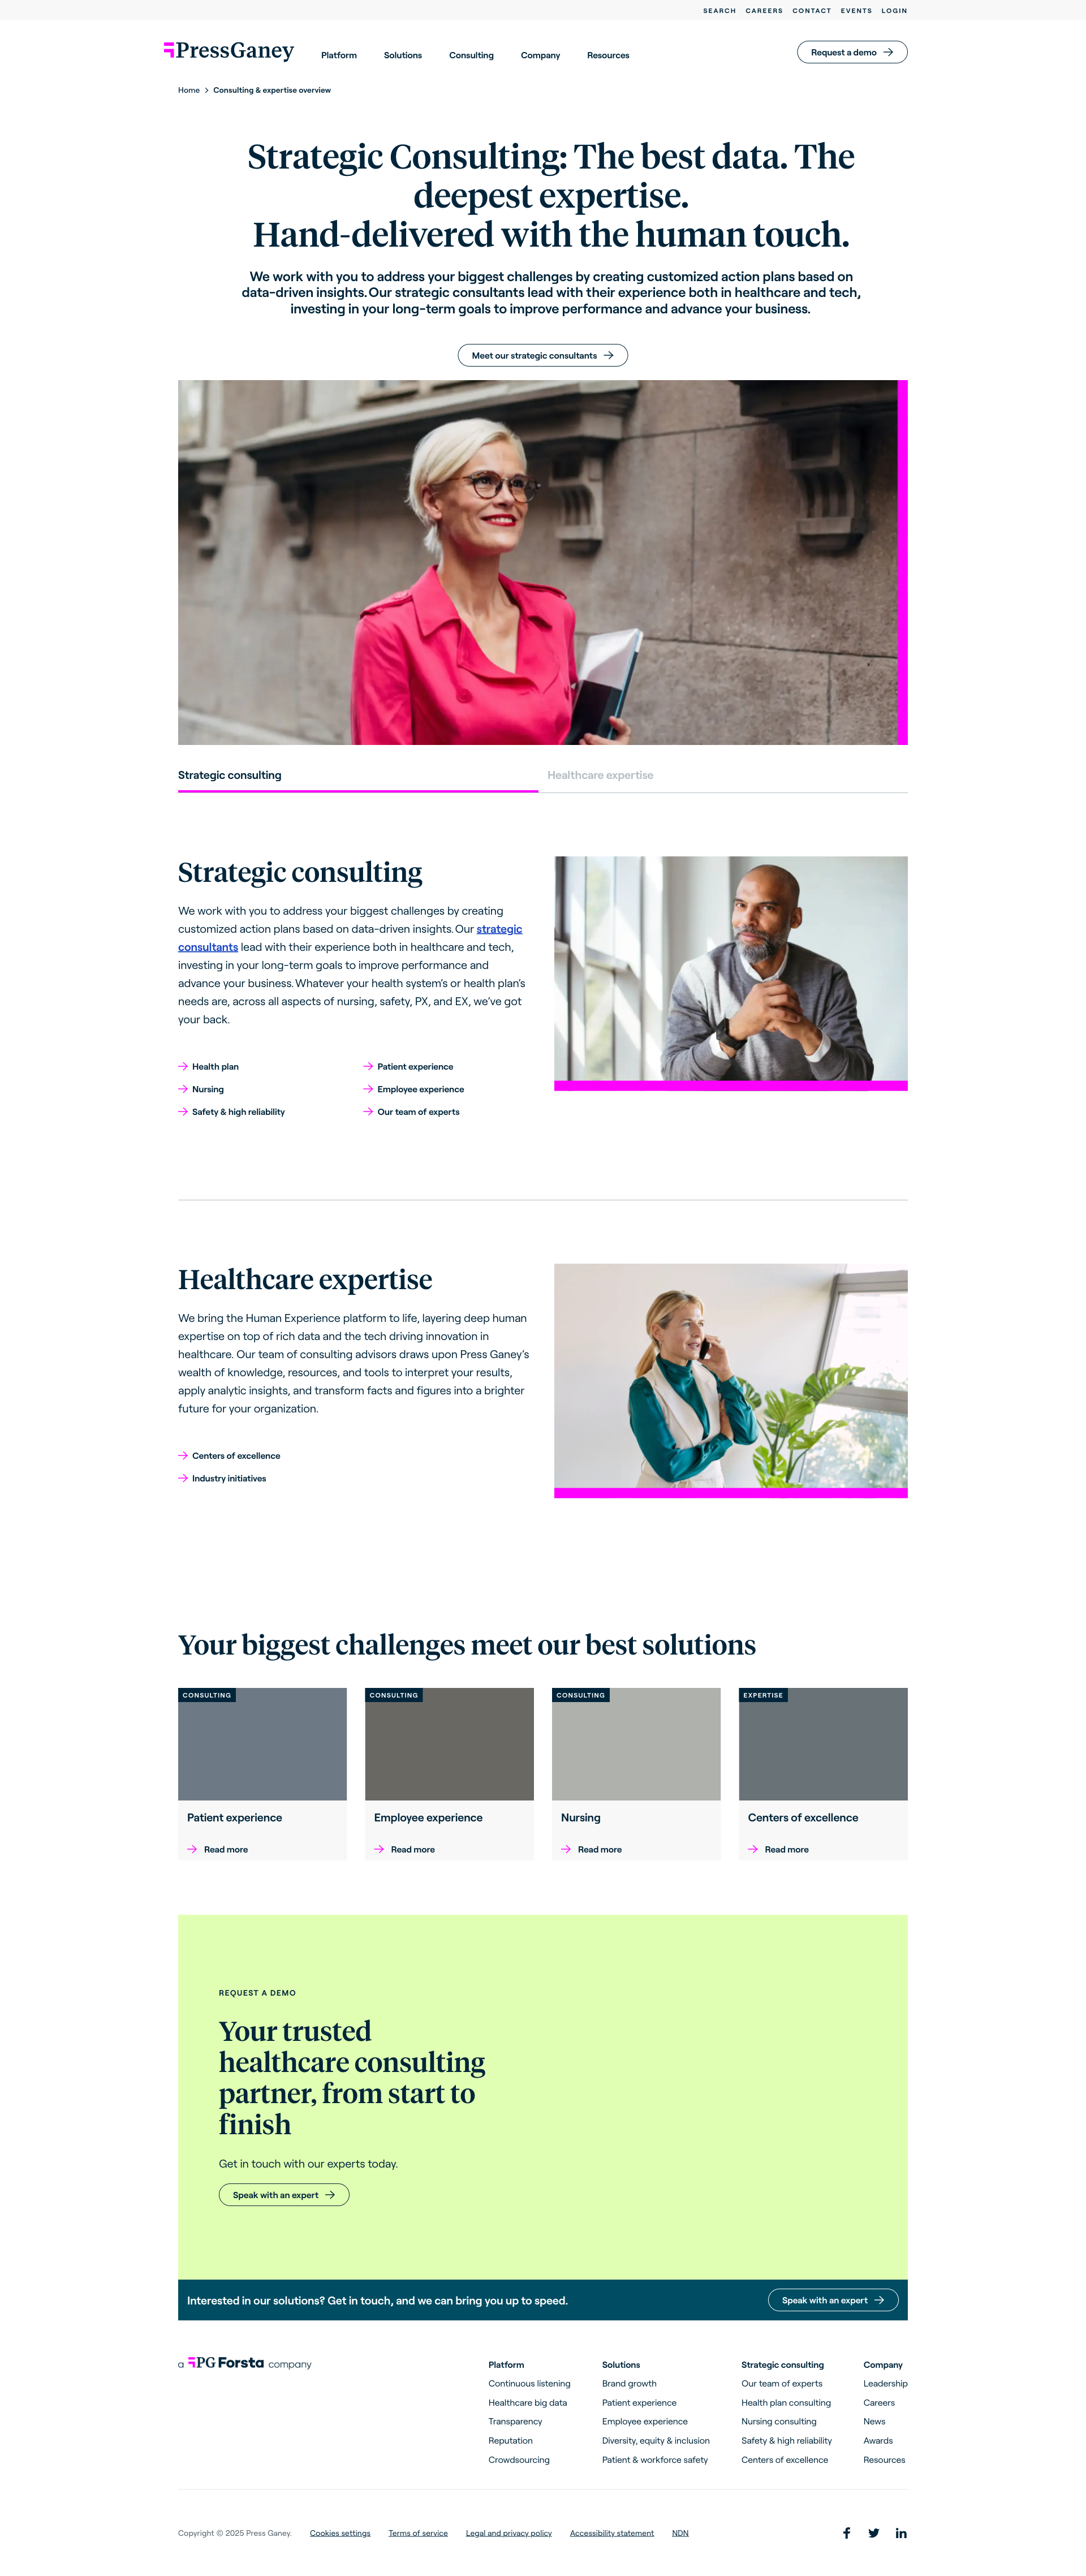 SEARCH CAREERS CONTACT EVENTS LOGIN
PressGaney Platform Solutions Consulting Company Resources Request a demo
Home > Consulting & expertise overview
Strategic Consulting: The best data. The
deepest expertise.
Hand-delivered with the human touch.
We work with you to address your biggest challenges by creating customized action plans based on
data-driven insights. Our strategic consultants lead with their experience both in healthcare and tech,
investing in your long-term goals to improve performance and advance your business.
Meet our strategic consultants
Strategic consulting Healthcare expertise
Strategic consulting
We work with you to address your biggest challenges by creating
customized action plans based on data-driven insights. Our strategic
consultants lead with their experience both in healthcare and tech,
investing in your long-term goals to improve performance and
advance your business. Whatever your health system's or health plan's
needs are, across all aspects of nursing, safety, PX, and EX, we've got
your back.
Health plan Patient experience
Nursing Employee experience
Safety & high reliability Our team of experts
Healthcare expertise
We bring the Human Experience platform to life, layering deep human
expertise on top of rich data and the tech driving innovation in
healthcare. Our team of consulting advisors draws upon Press Ganey's
wealth of knowledge, resources, and tools to interpret your results,
apply analytic insights, and transform facts and figures into a brighter
future for your organization.
Centers of excellence
Industry initiatives
Your biggest challenges meet our best solutions
CONSULTING CONSULTING CONSULTING EXPERTISE
Patient experience Employee experience Nursing Centers of excellence
Read more Read more Read more Read more
REQUEST A DEMO
Your trusted
healthcare consulting
partner, from start to
finish
Get in touch with our experts today.
Speak with an expert
Interested in our solutions? Get in touch, and we can bring you up to speed. Speak with an expert
a PG Forsta company
Platform Solutions Strategic consulting Company
Continuous listening Brand growth Our team of experts Leadership
Healthcare big data Patient experience Health plan consulting Careers
Transparency Employee experience Nursing consulting News
Reputation Diversity, equity & inclusion Safety & high reliability Awards
Crowdsourcing Patient & workforce safety Centers of excellence Resources
Copyright © 2025 Press Ganey. Cookies settings Terms of service Legal and privacy policy Accessibility statement NDN